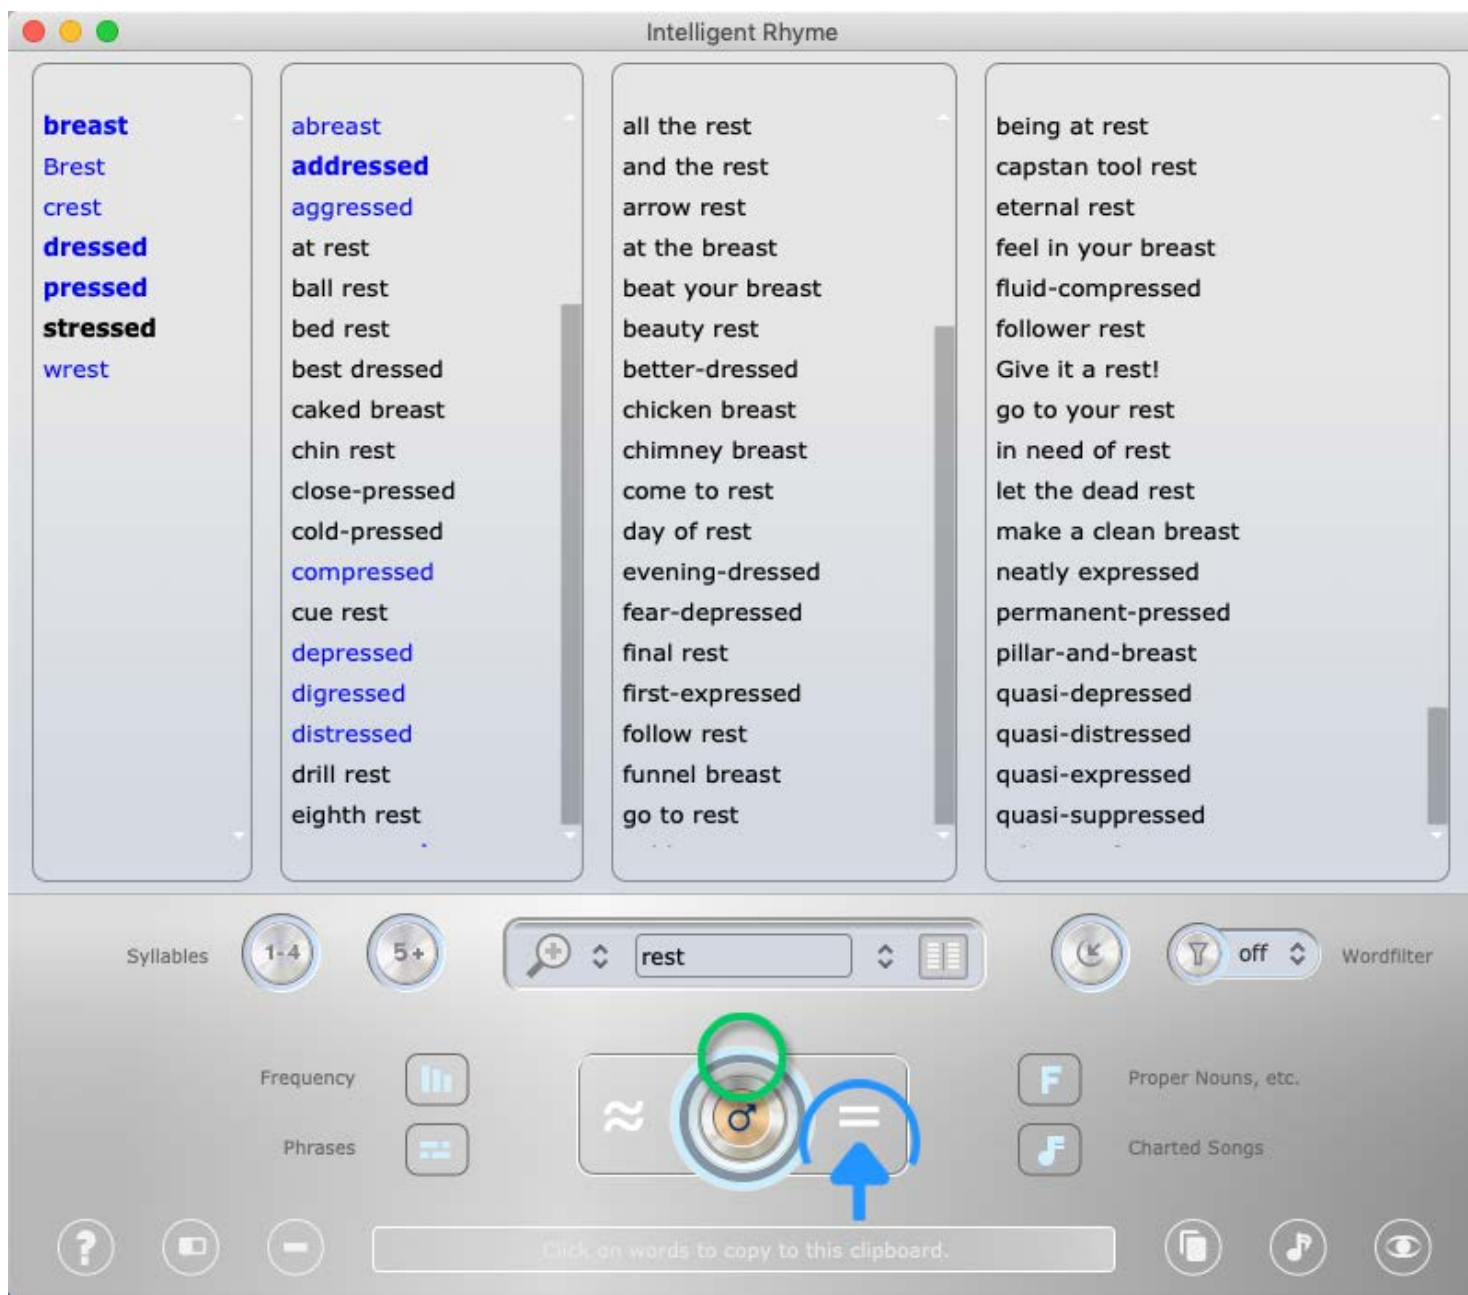 Intelligent Rhyme
breast
Brest
crest
dressed
pressed
stressed
wrest
abreast
addressed
aggressed
at rest
ball rest
bed rest
best dressed
caked breast
chin rest
close-pressed
cold-pressed
compressed
cue rest
depressed
digressed
distressed
drill rest
eighth rest
all the rest
and the rest
arrow rest
at the breast
beat your breast
beauty rest
better-dressed
chicken breast
chimney breast
come to rest
day of rest
evening-dressed
fear-depressed
final rest
first-expressed
follow rest
funnel breast
go to rest
being at rest
capstan tool rest
eternal rest
feel in your breast
fluid-compressed
follower rest
Give it a rest!
go to your rest
in need of rest
let the dead rest
make a clean breast
neatly expressed
permanent-pressed
pillar-and-breast
quasi-depressed
quasi-distressed
quasi-expressed
quasi-suppressed
Syllables 1-4 5+ rest off Wordfilter
Frequency ≈ ♂ = F Proper Nouns, etc.
Phrases Charted Songs
? Click on words to copy to this clipboard.